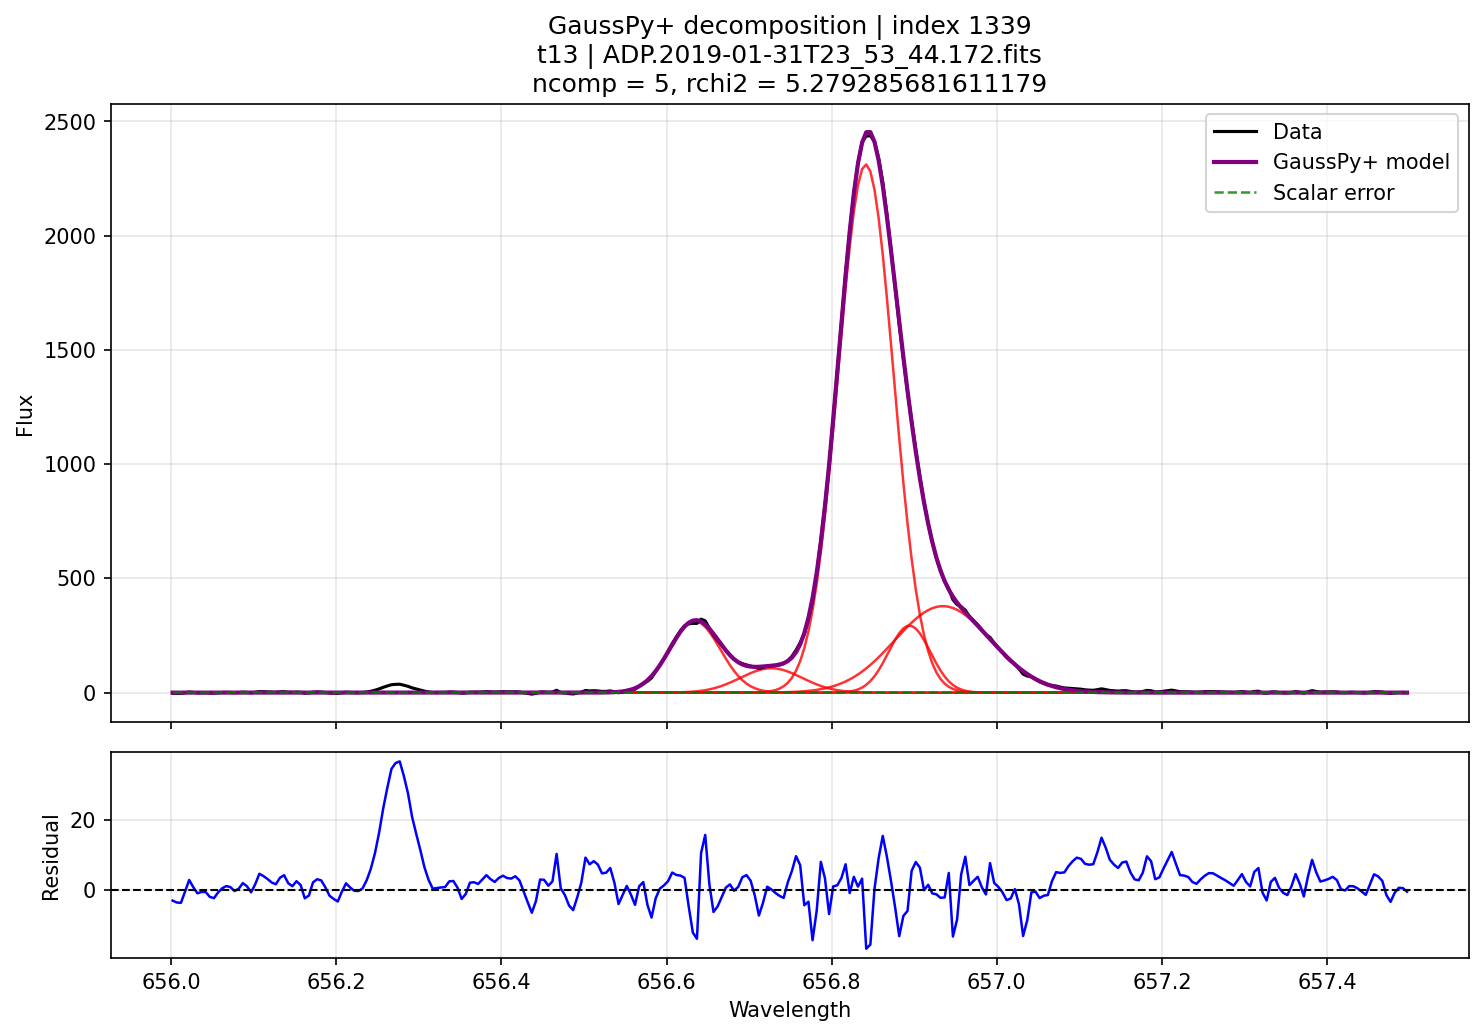 GaussPy+ decomposition | index 1339
t13 | ADP.2019-01-31T23_53_44.172.fits
ncomp = 5, rchi2 = 5.279285681611179
2500
2000
1500
1000
500
0
Flux
Data
GaussPy+ model
Scalar error
20
0
Residual
656.0
656.2
656.4
656.6
656.8
657.0
657.2
657.4
Wavelength